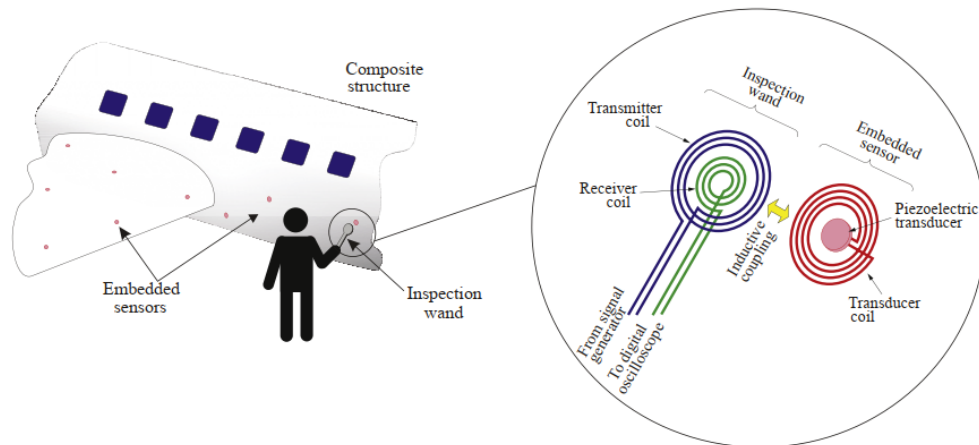 Composite
structure
Embedded
sensors
Inspection
wand
Inspection
wand
Transmitter
coil
Embedded
sensor
Receiver
coil
Piezoelectric
transducer
Inductive
coupling
Transducer
coil
From signal
generator
To digital
oscilloscope